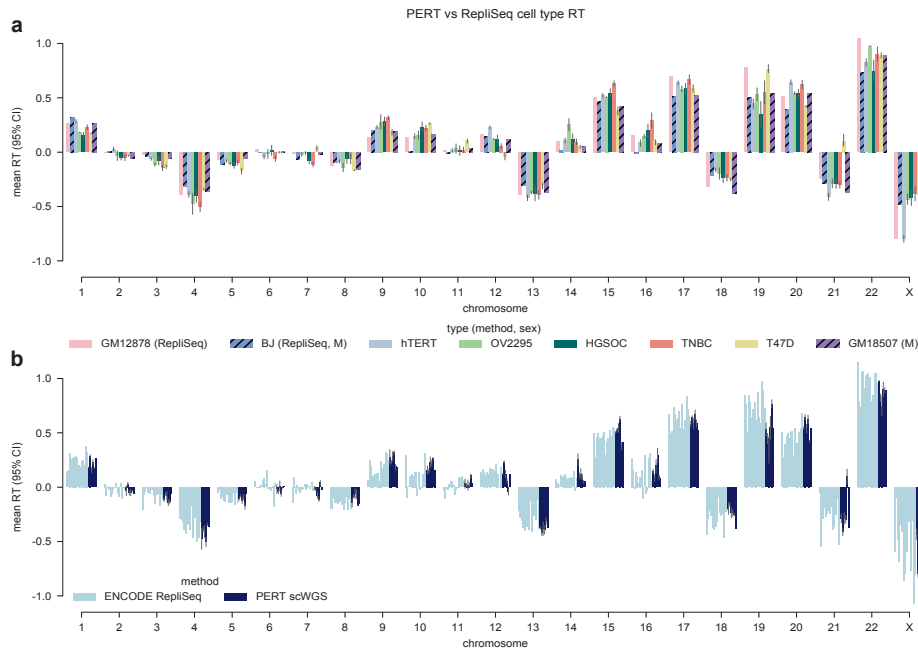 PERT vs RepliSeq cell type RT
a
mean RT (95% CI)
1.0
0.5
0.0
-0.5
-1.0
1 2 3 4 5 6 7 8 9 10 11 12 13 14 15 16 17 18 19 20 21 22 X
chromosome
type (method, sex)
GM12878 (RepliSeq) BJ (RepliSeq, M) hTERT OV2295 HGSOC TNBC T47D GM18507 (M)
b
mean RT (95% CI)
1.0
0.5
0.0
-0.5
-1.0
method
ENCODE RepliSeq PERT scWGS
1 2 3 4 5 6 7 8 9 10 11 12 13 14 15 16 17 18 19 20 21 22 X
chromosome